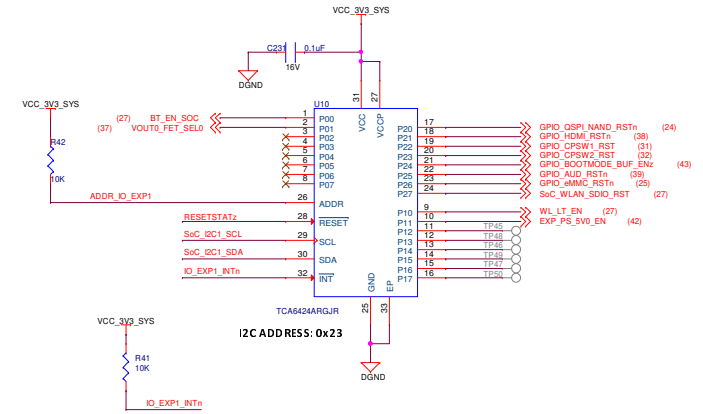 VCC_3V3_SYS
C231 0.1uF
16V
DGND
U10
31 27
VCC VCCP
VCC_3V3_SYS
R42
10K
(27) BT_EN_SOC 1 P00
(37) VOUT0_FET_SEL0 2 P01
3 P02
4 P03
5 P04
6 P05
7 P06
8 P07
ADDR_IO_EXP1 26 ADDR
RESETSTATz 28 RESET
SoC_I2C1_SCL 29 SCL
SoC_I2C1_SDA 30 SDA
IO_EXP1_INTn 32 INT
P20 17 GPIO_QSPI_NAND_RSTn (24)
P21 18 GPIO_HDMI_RSTn (38)
P22 19 GPIO_CPSW1_RST (31)
P23 20 GPIO_CPSW2_RST (32)
P24 21 GPIO_BOOTMODE_BUF_ENz (43)
P25 22 GPIO_AUD_RSTn (39)
P26 23 GPIO_eMMC_RSTn (25)
P27 24 SoC_WLAN_SDIO_RST (27)
P10 9 WL_LT_EN (27)
P11 10 EXP_PS_5V0_EN (42)
P12 11 TP45
P13 12 TP48
P14 13 TP46
P15 14 TP49
P16 15 TP47
P17 16 TP50
GND EP
25 33
TCA6424ARGJR
I2C ADDRESS: 0x23
DGND
VCC_3V3_SYS
R41
10K
IO_EXP1_INTn